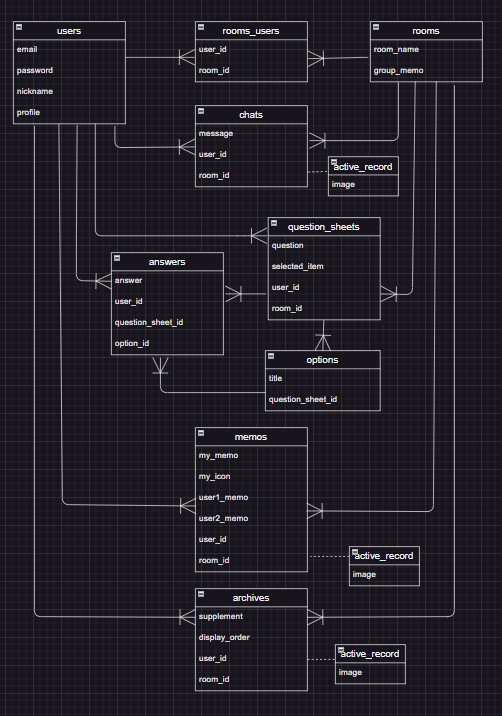 users
email
password
nickname
profile
rooms_users
user_id
room_id
rooms
room_name
group_memo
chats
message
user_id
room_id
active_record
image
question_sheets
question
selected_item
user_id
room_id
answers
answer
user_id
question_sheet_id
option_id
options
title
question_sheet_id
memos
my_memo
my_icon
user1_memo
user2_memo
user_id
room_id
active_record
image
archives
supplement
display_order
user_id
room_id
active_record
image